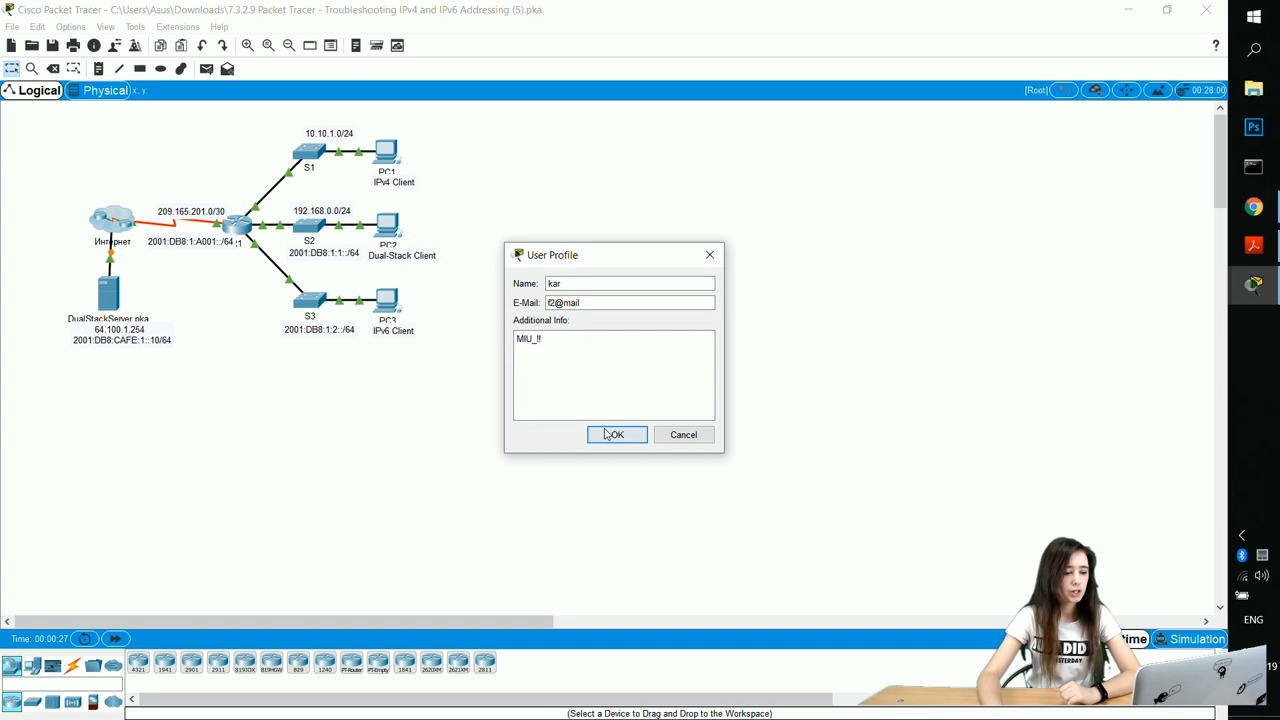 Cisco Packet Tracer - C:\Users\Asus\Downloads\7.3.2.9 Packet Tracer - Troubleshooting IPv4 and IPv6 Addressing (5).pka
File Edit Options View Tools Extensions Help
Logical Physical x, y: [Root] 00:28:00
10.10.1.0/24
S1
PC1
IPv4 Client
209.165.201.0/30
192.168.0.0/24
Интернет
2001:DB8:1:A001::/64
S2
2001:DB8:1:1::/64
PC2
Dual-Stack Client
S3
2001:DB8:1:2::/64
PC3
IPv6 Client
DualStackServer.pka
64.100.1.254
2001:DB8:CAFE:1::10/64
User Profile
Name: kar
E-Mail: f2@mail
Additional Info:
MIU_!!
OK Cancel
Ps
ENG
19
DID
YESTERDAY
Time: 00:00:27 time Simulation
4321 1941 2901 2911 819IOX 819HGW 829 1240 PT-Router PT-Empty 1841 2620XM 2621XM 2811
(Select a Device to Drag and Drop to the Workspace)